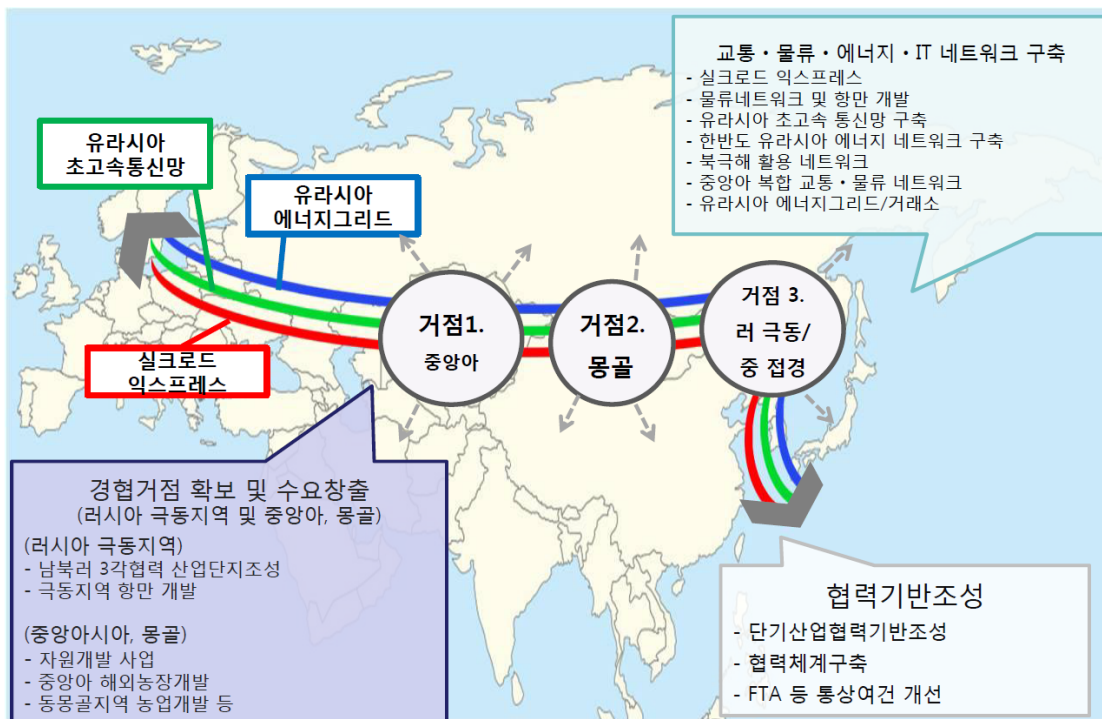 교통・물류・에너지・IT 네트워크 구축
- 실크로드 익스프레스
- 물류네트워크 및 항만 개발
- 유라시아 초고속 통신망 구축
- 한반도 유라시아 에너지 네트워크 구축
- 북극해 활용 네트워크
- 중앙아 복합 교통・물류 네트워크
- 유라시아 에너지그리드/거래소
유라시아
초고속통신망
유라시아
에너지그리드
실크로드
익스프레스
거점1.
중앙아
거점2.
몽골
거점 3.
러 극동/
중 접경
경협거점 확보 및 수요창출
(러시아 극동지역 및 중앙아, 몽골)
(러시아 극동지역)
- 남북러 3각협력 산업단지조성
- 극동지역 항만 개발
(중앙아시아, 몽골)
- 자원개발 사업
- 중앙아 해외농장개발
- 동몽골지역 농업개발 등
협력기반조성
- 단기산업협력기반조성
- 협력체계구축
- FTA 등 통상여건 개선